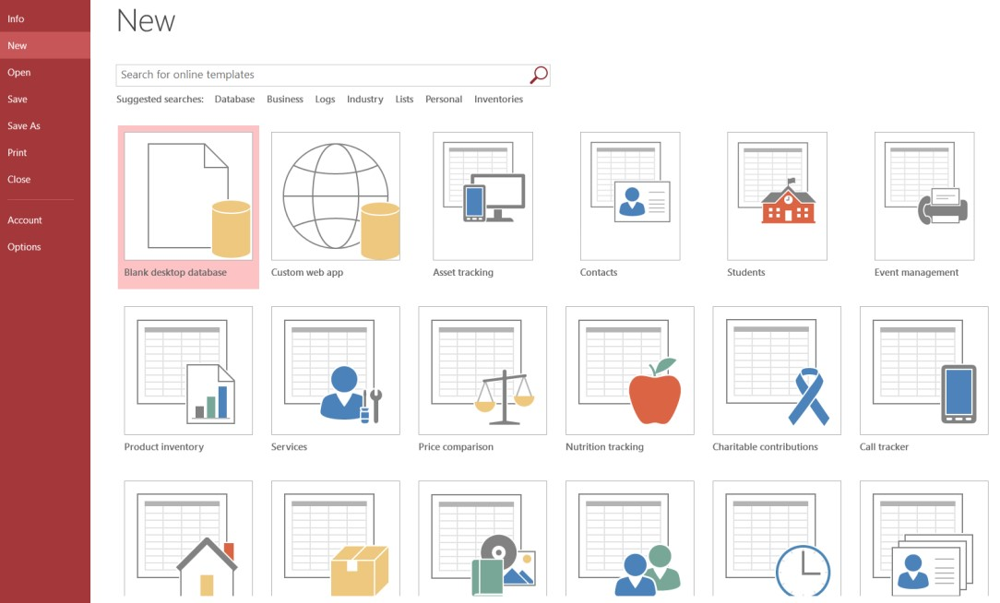 Info
New
Open
Save
Save As
Print
Close
Account
Options
New
Search for online templates
Suggested searches: Database Business Logs Industry Lists Personal Inventories
Blank desktop database
Custom web app
Asset tracking
Contacts
Students
Event management
Product inventory
Services
Price comparison
Nutrition tracking
Charitable contributions
Call tracker